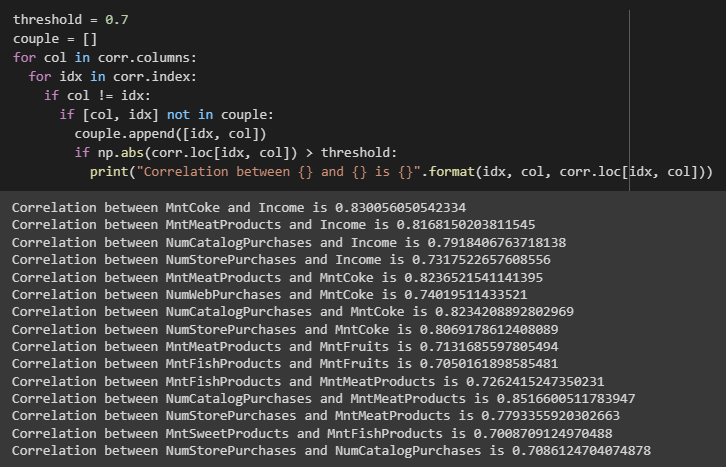 threshold = 0.7
couple = []
for col in corr.columns:
  for idx in corr.index:
    if col != idx:
      if [col, idx] not in couple:
        couple.append([idx, col])
        if np.abs(corr.loc[idx, col]) > threshold:
          print("Correlation between {} and {} is {}".format(idx, col, corr.loc[idx, col]))
Correlation between MntCoke and Income is 0.830056050542334
Correlation between MntMeatProducts and Income is 0.8168150203811545
Correlation between NumCatalogPurchases and Income is 0.7918406763718138
Correlation between NumStorePurchases and Income is 0.7317522657608556
Correlation between MntMeatProducts and MntCoke is 0.8236521541141395
Correlation between NumWebPurchases and MntCoke is 0.74019511433521
Correlation between NumCatalogPurchases and MntCoke is 0.8234208892802969
Correlation between NumStorePurchases and MntCoke is 0.8069178612408089
Correlation between MntMeatProducts and MntFruits is 0.7131685597805494
Correlation between MntFishProducts and MntFruits is 0.7050161898585481
Correlation between MntFishProducts and MntMeatProducts is 0.7262415247350231
Correlation between NumCatalogPurchases and MntMeatProducts is 0.8516600511783947
Correlation between NumStorePurchases and MntMeatProducts is 0.7793355920302663
Correlation between MntSweetProducts and MntFishProducts is 0.7008709124970488
Correlation between NumStorePurchases and NumCatalogPurchases is 0.7086124704074878